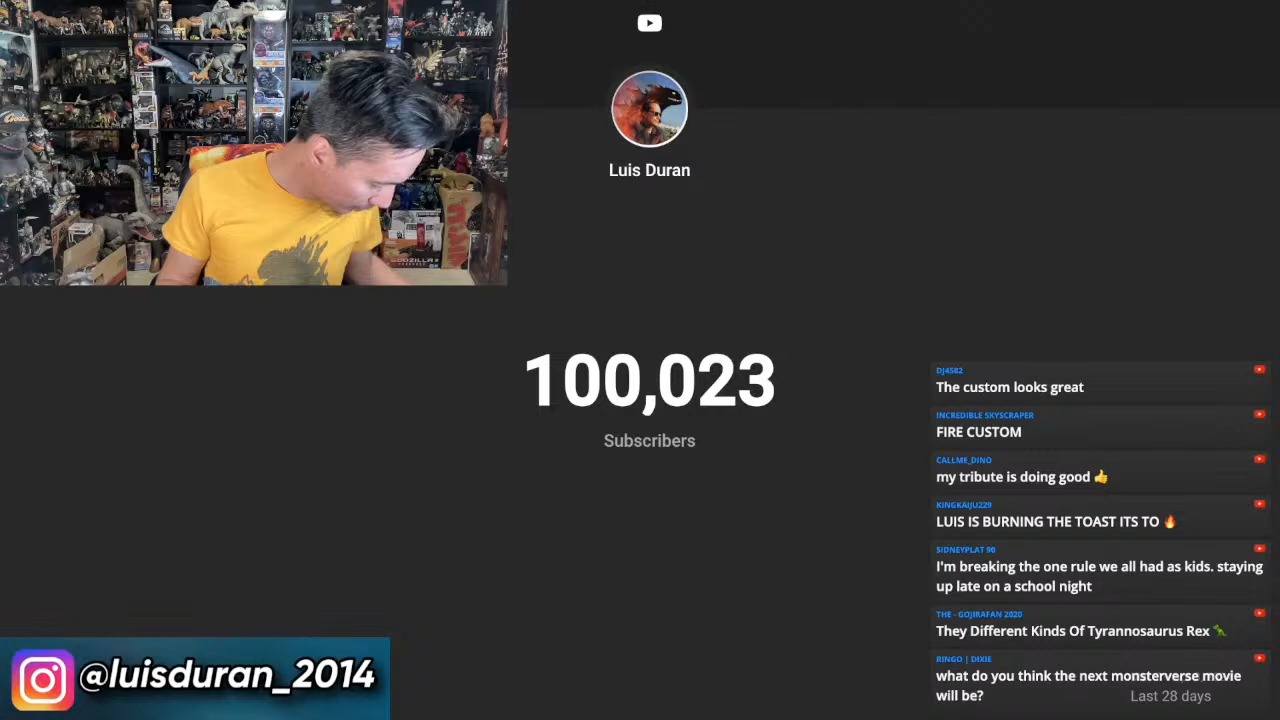 Luis Duran
GODZILLA
100,023
Subscribers
DJ4582
The custom looks great
INCREDIBLE SKYSCRAPER
FIRE CUSTOM
CALLME_DINO
my tribute is doing good 👍
KINGKAIJU229
LUIS IS BURNING THE TOAST ITS TO 🔥
SIDNEYPLAT 90
I'm breaking the one rule we all had as kids. staying
up late on a school night
THE - GOJIRAFAN 2020
They Different Kinds Of Tyrannosaurus Rex 🦖
RINGO | DIXIE
what do you think the next monsterverse movie
will be?
Last 28 days
@luisduran_2014